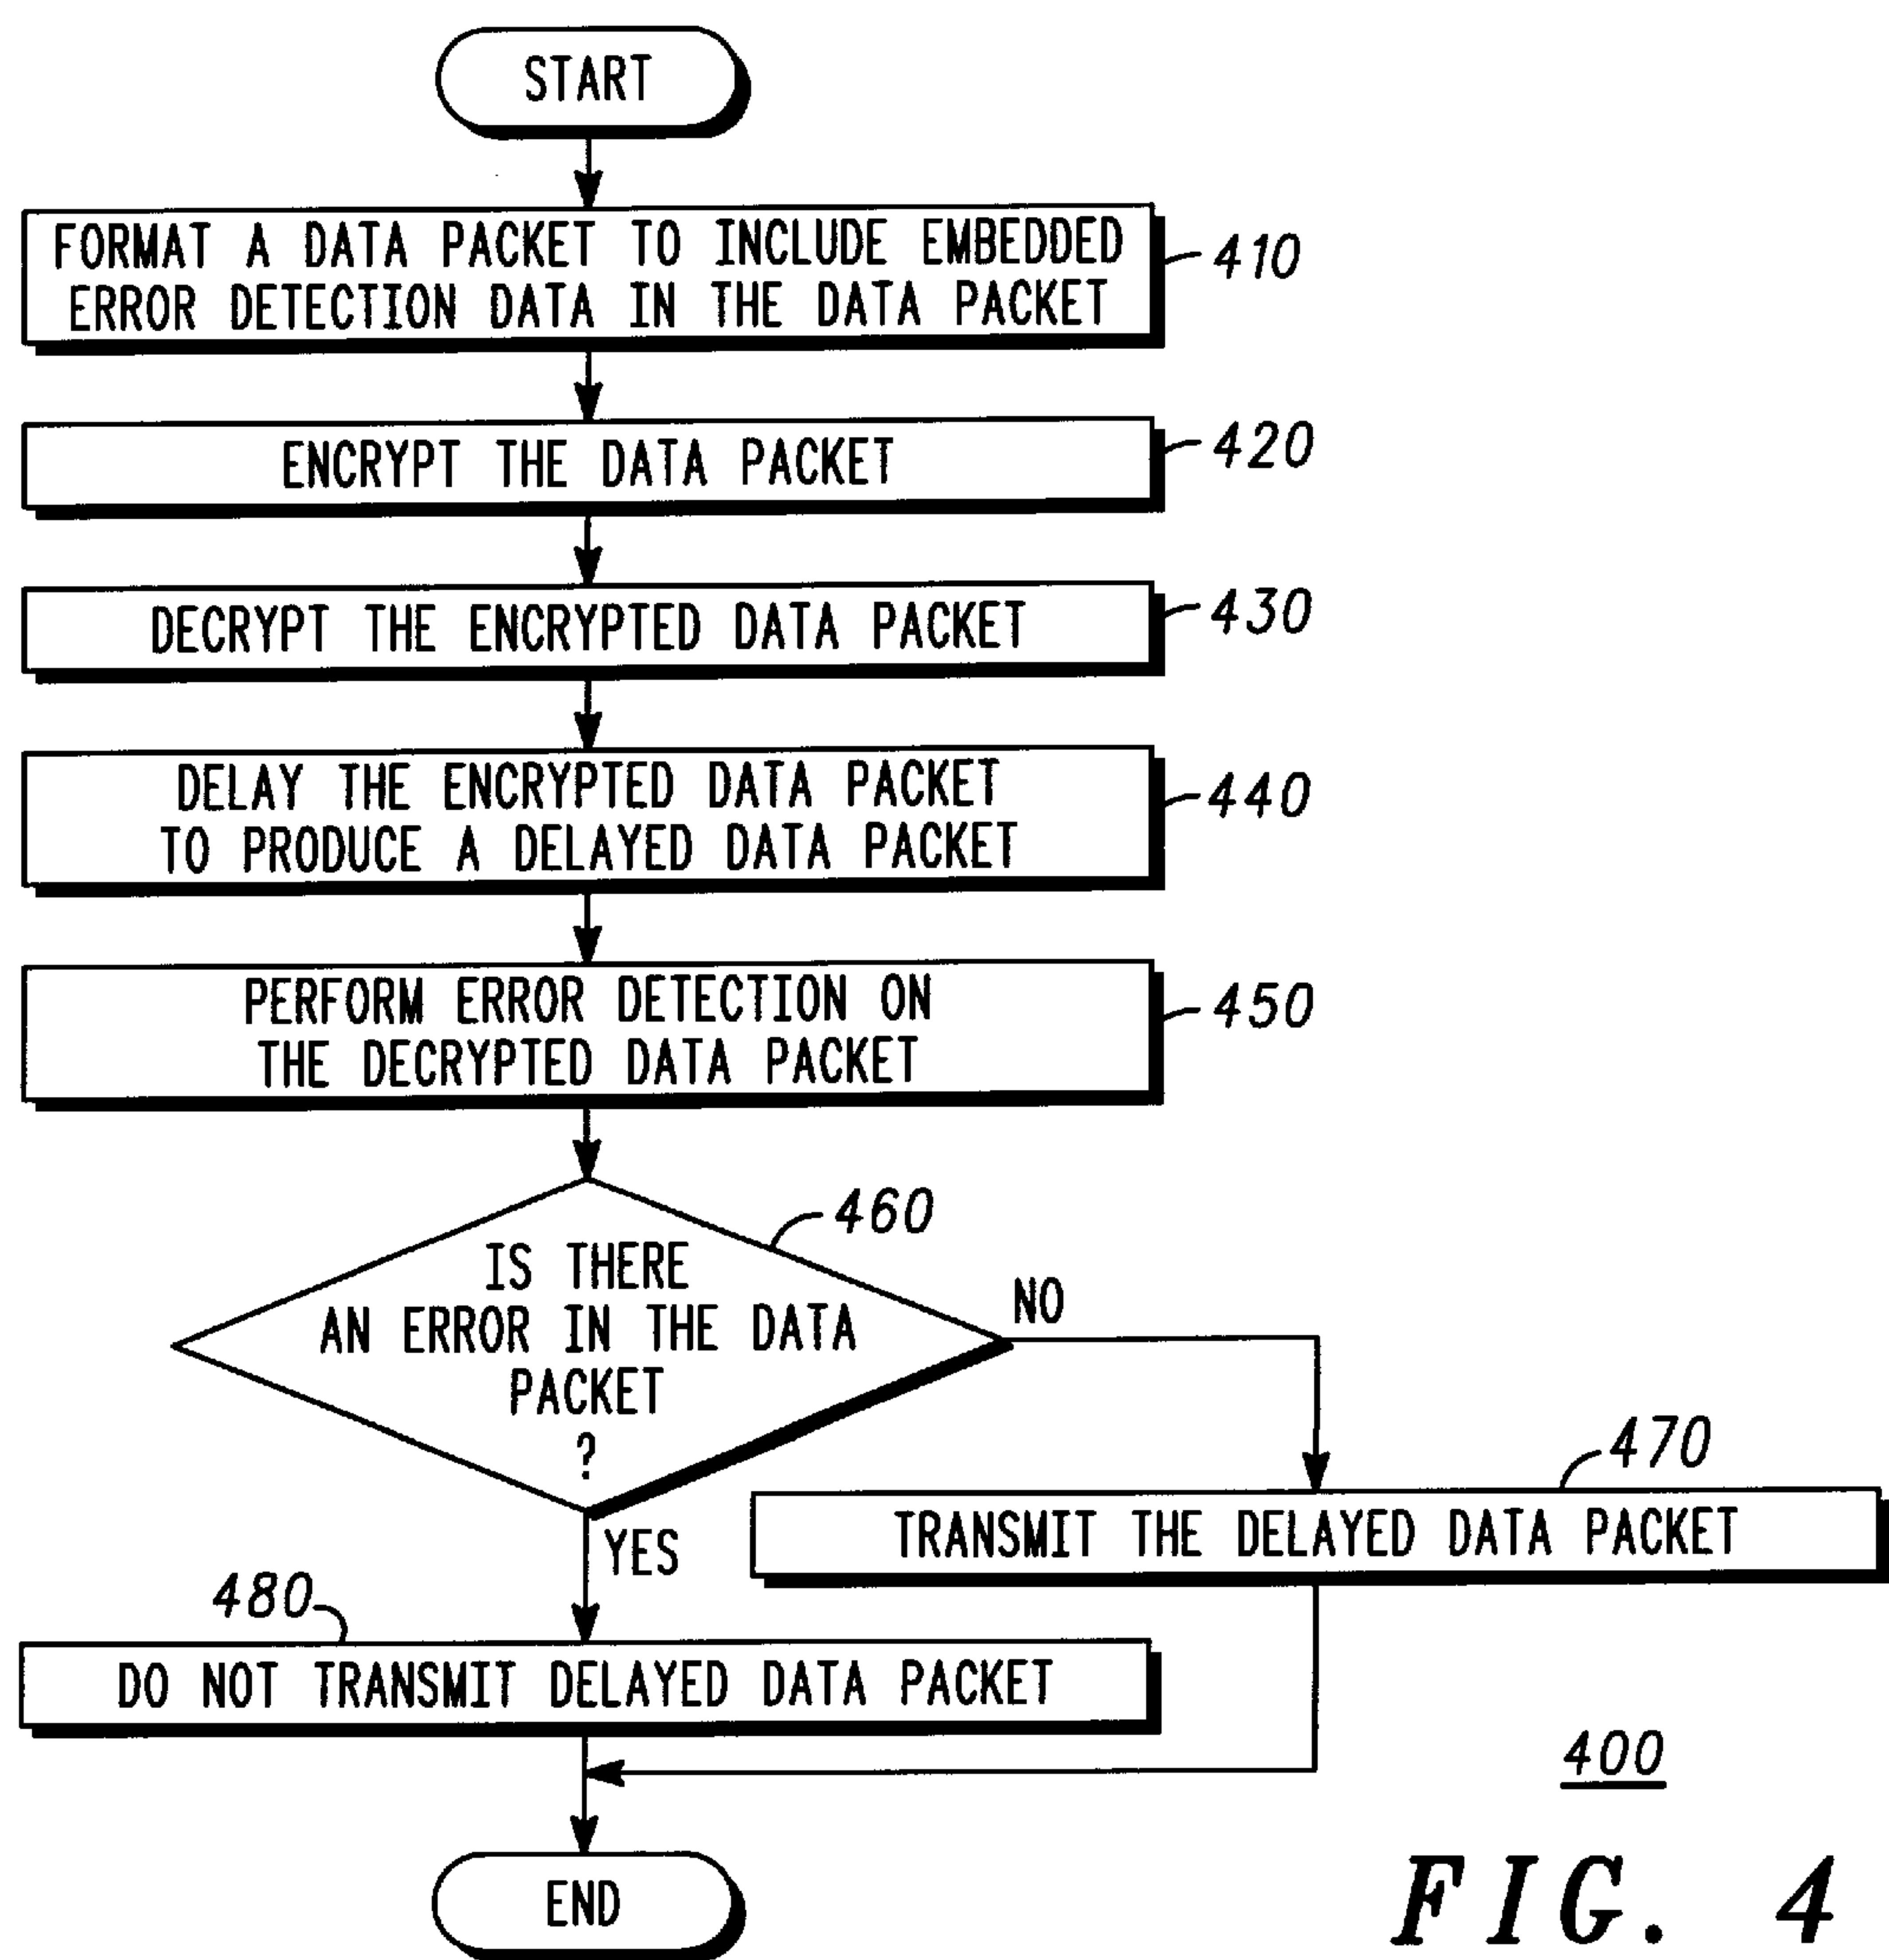 START
FORMAT A DATA PACKET TO INCLUDE EMBEDDED
ERROR DETECTION DATA IN THE DATA PACKET
410
ENCRYPT THE DATA PACKET
420
DECRYPT THE ENCRYPTED DATA PACKET
430
DELAY THE ENCRYPTED DATA PACKET
TO PRODUCE A DELAYED DATA PACKET
440
PERFORM ERROR DETECTION ON
THE DECRYPTED DATA PACKET
450
460
IS THERE
AN ERROR IN THE DATA
PACKET
?
NO
YES
470
TRANSMIT THE DELAYED DATA PACKET
480
DO NOT TRANSMIT DELAYED DATA PACKET
END
400
FIG. 4